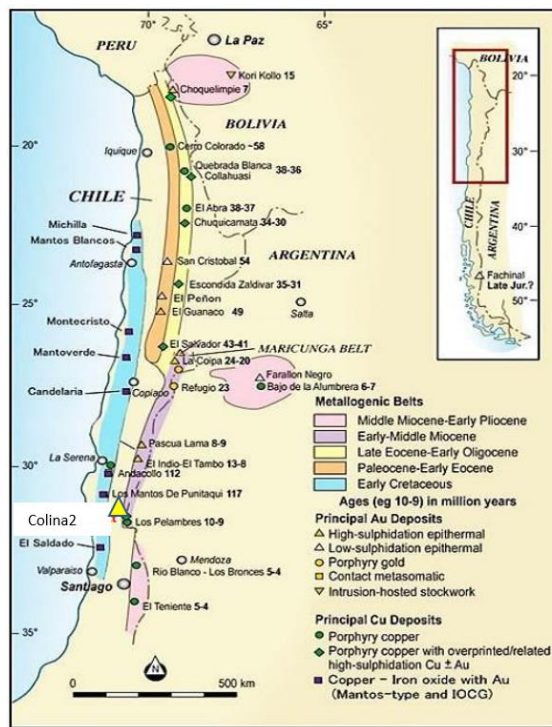 70
65
PERU
La Paz
Kori Kollo 15
Choquelimpie 7
BOLIVIA
20°
Iquique
Cerro Colorado ~58
Quebrada Blanca 38-36
Collahuasi
CHILE
El Abra 38-37
Chuquicamata 34-30
Michilla
Mantos Blancos
ARGENTINA
Antofagasta
San Cristobal 54
Escondida Zaldivar 35-31
25°
El Peñon
El Guanaco 49
Salta
Montecristo
El Salvador 43-41
MARICUNGA BELT
Mantoverde
La Coipa 24-20
Farallon Negro
Candelaria
Copiapo
Refugio 23
Bajo de la Alumbrera 6-7
Pascua Lama 8-9
La Serena
El Indio-El Tambo 13-8
30°
Andacollo 112
Los Mantos De Punitaqui 117
Colina2
Los Pelambres 10-9
El Saldado
Mendoza
Valparaiso
Rio Blanco - Los Bronces 5-4
Santiago
El Teniente 5-4
35°
N
0
500 km
BOLIVIA
20°
30°
CHILE
ARGENTINA
40°
Fachinal
Late Jur.?
50°
Metallogenic Belts
Middle Miocene-Early Pliocene
Early-Middle Miocene
Late Eocene-Early Oligocene
Paleocene-Early Eocene
Early Cretaceous
Ages (eg 10-9) in million years
Principal Au Deposits
High-sulphidation epithermal
Low-sulphidation epithermal
Porphyry gold
Contact metasomatic
Intrusion-hosted stockwork
Principal Cu Deposits
Porphyry copper
Porphyry copper with overprinted/related
high-sulphidation Cu ± Au
Copper - Iron oxide with Au
(Mantos-type and IOCG)